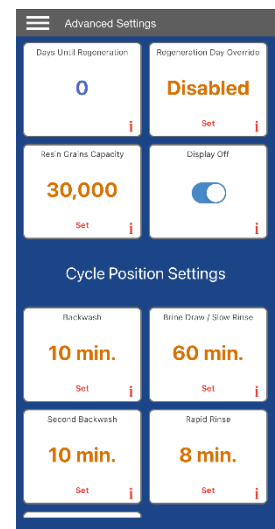 Advanced Settings
Days Until Regeneration
0
i
Regeneration Day Override
Disabled
Set
i
Resin Grains Capacity
30,000
Set
i
Display Off
i
Cycle Position Settings
Backwash
10 min.
Set
i
Brine Draw / Slow Rinse
60 min.
Set
i
Second Backwash
10 min.
Set
i
Rapid Rinse
8 min.
Set
i